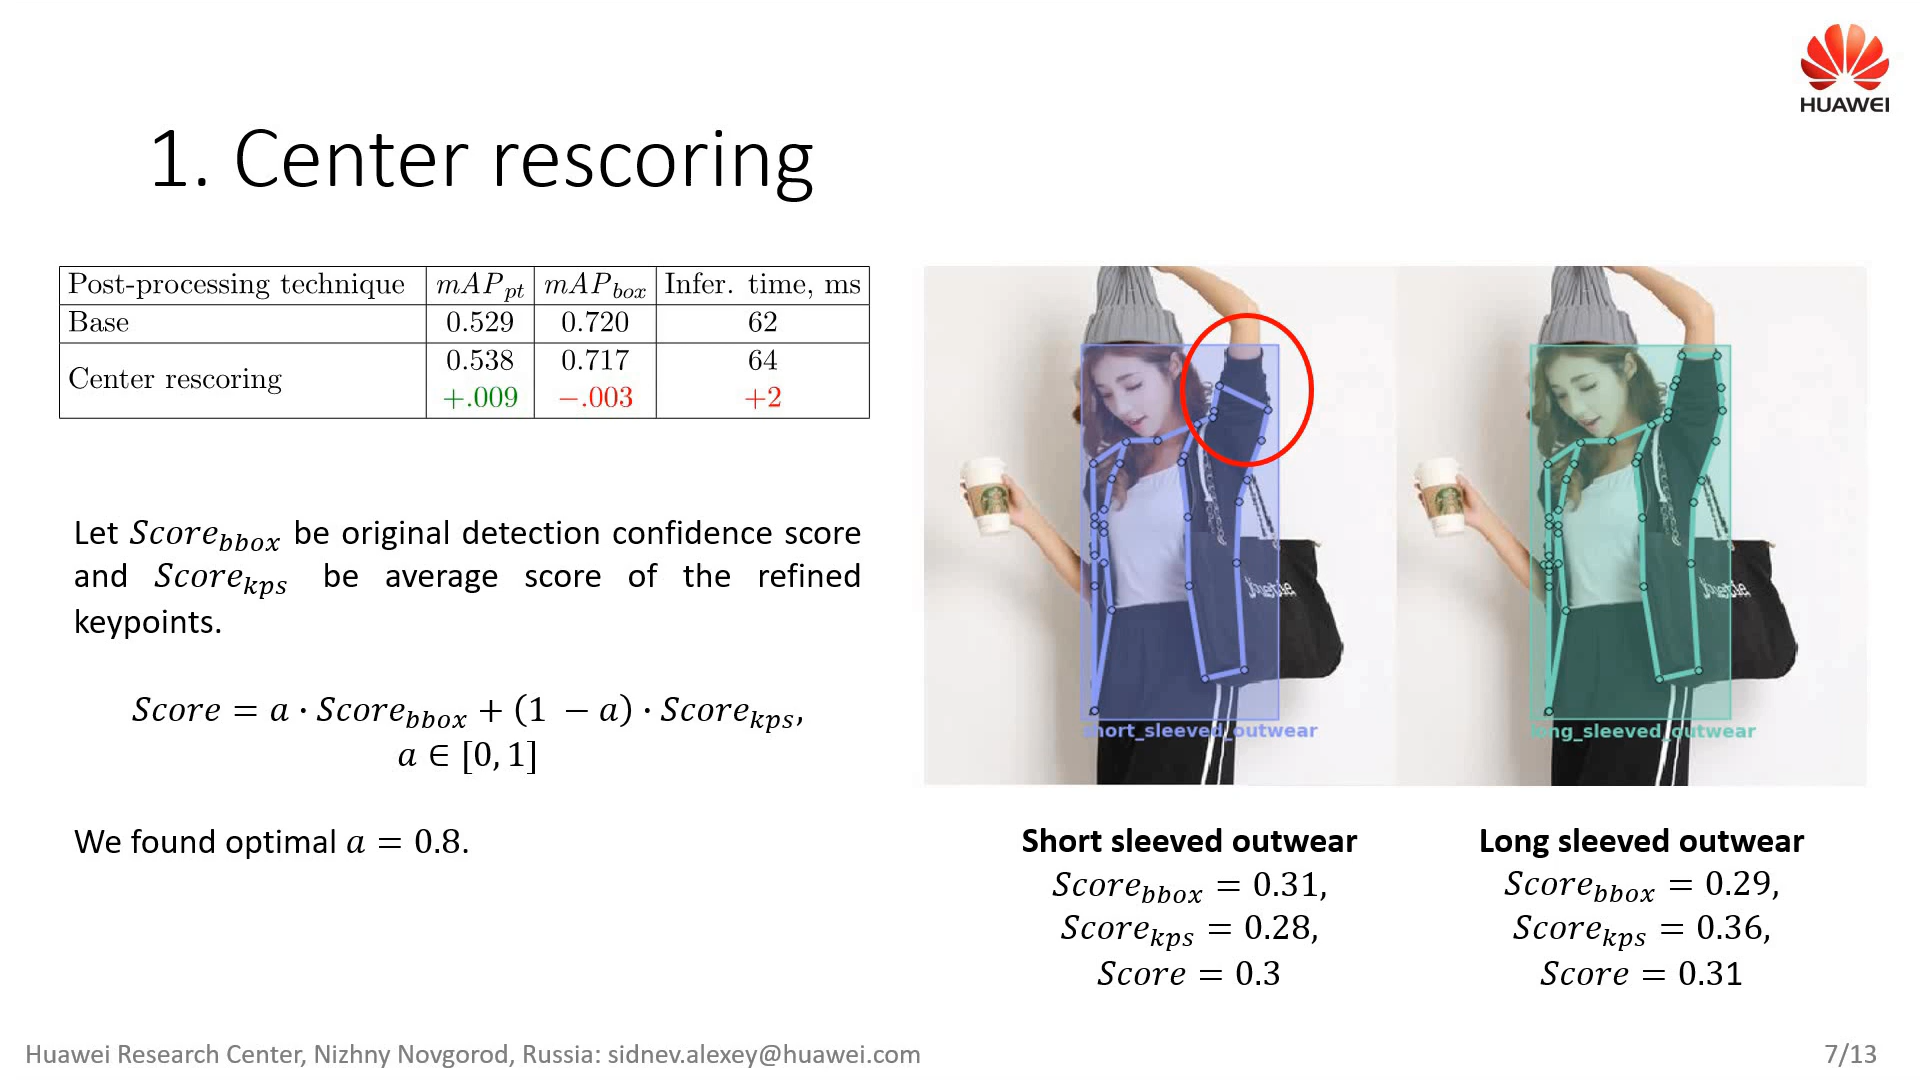 HUAWEI
1. Center rescoring
Post-processing technique mAP_pt mAP_box Infer. time, ms
Base 0.529 0.720 62
Center rescoring 0.538 0.717 64
+.009 −.003 +2
Let Score_bbox be original detection confidence score
and Score_kps be average score of the refined
keypoints.
Score = a · Score_bbox + (1 − a) · Score_kps,
a ∈ [0, 1]
We found optimal a = 0.8.
short_sleeved_outwear
long_sleeved_outwear
Short sleeved outwear
Score_bbox = 0.31,
Score_kps = 0.28,
Score = 0.3
Long sleeved outwear
Score_bbox = 0.29,
Score_kps = 0.36,
Score = 0.31
Huawei Research Center, Nizhny Novgorod, Russia: sidnev.alexey@huawei.com
7/13